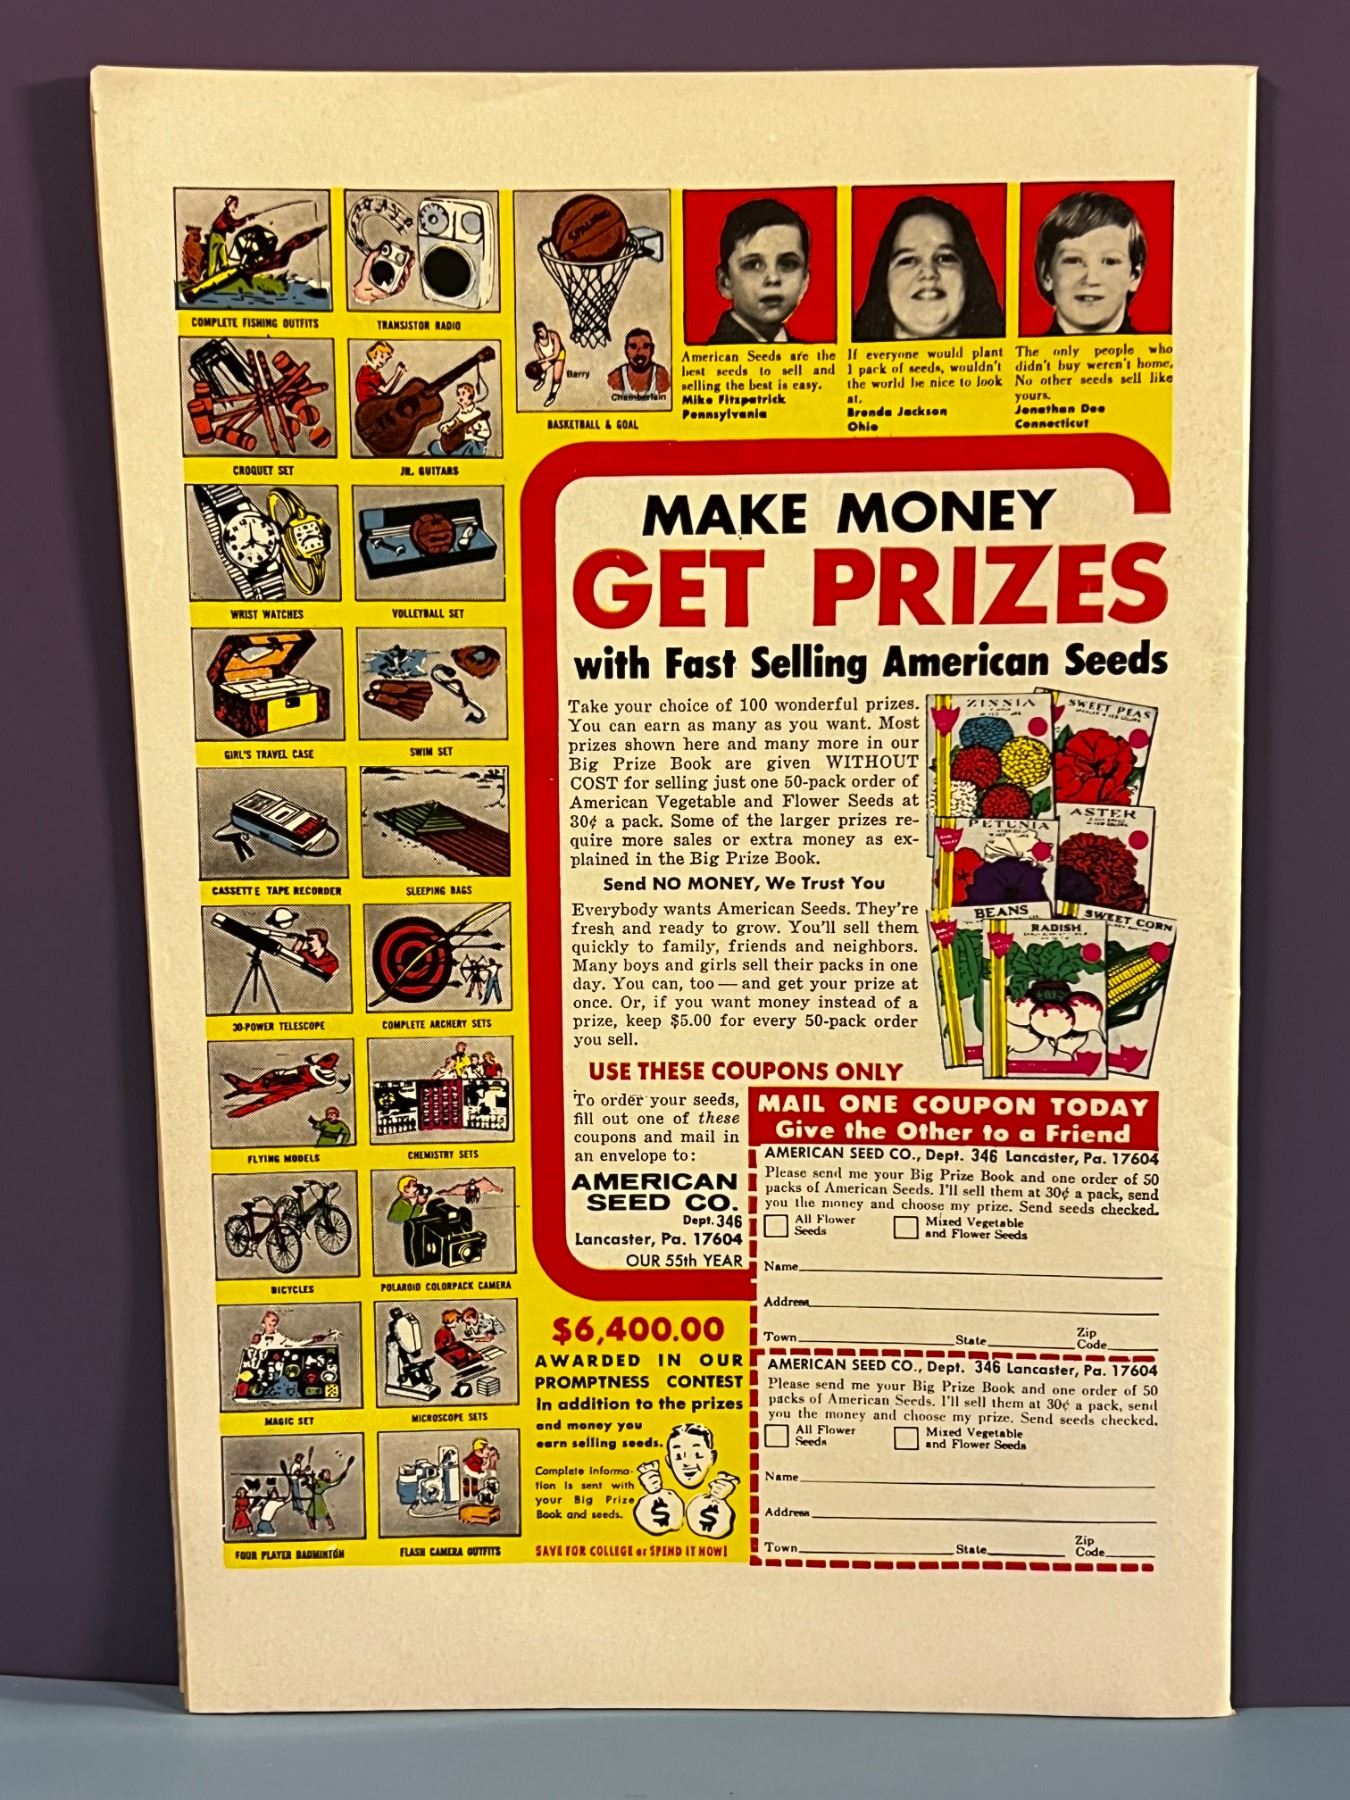 COMPLETE FISHING OUTFITS
TRANSISTOR RADIO
CROQUET SET
JR. GUITARS
WRIST WATCHES
VOLLEYBALL SET
GIRL'S TRAVEL CASE
SWIM SET
CASSETTE TAPE RECORDER
SLEEPING BAGS
30-POWER TELESCOPE
COMPLETE ARCHERY SETS
FLYING MODELS
CHEMISTRY SETS
BICYCLES
POLAROID COLORPACK CAMERA
MAGIC SET
MICROSCOPE SETS
FOUR PLAYER BADMINTON
FLASH CAMERA OUTFITS
Spalding
Barry
Chamberlain
BASKETBALL & GOAL
American Seeds are the
best seeds to sell and
selling the best is easy.
Mike Fitzpatrick
Pennsylvania
If everyone would plant
1 pack of seeds, wouldn't
the world be nice to look
at.
Brenda Jackson
Ohio
The only people who
didn't buy weren't home.
No other seeds sell like
yours.
Jonathan Dee
Connecticut
MAKE MONEY
GET PRIZES
with Fast Selling American Seeds
Take your choice of 100 wonderful prizes.
You can earn as many as you want. Most
prizes shown here and many more in our
Big Prize Book are given WITHOUT
COST for selling just one 50-pack order of
American Vegetable and Flower Seeds at
30¢ a pack. Some of the larger prizes re-
quire more sales or extra money as ex-
plained in the Big Prize Book.
Send NO MONEY, We Trust You
Everybody wants American Seeds. They're
fresh and ready to grow. You'll sell them
quickly to family, friends and neighbors.
Many boys and girls sell their packs in one
day. You can, too — and get your prize at
once. Or, if you want money instead of a
prize, keep $5.00 for every 50-pack order
you sell.
ZINNIA
SWEET PEAS
PETUNIA
ASTER
BEANS
RADISH
SWEET CORN
USE THESE COUPONS ONLY
To order your seeds,
fill out one of these
coupons and mail in
an envelope to:
AMERICAN
SEED CO.
Dept. 346
Lancaster, Pa. 17604
OUR 55th YEAR
MAIL ONE COUPON TODAY
Give the Other to a Friend
AMERICAN SEED CO., Dept. 346 Lancaster, Pa. 17604
Please send me your Big Prize Book and one order of 50
packs of American Seeds. I'll sell them at 30¢ a pack, send
you the money and choose my prize. Send seeds checked.
All Flower Seeds
Mixed Vegetable and Flower Seeds
Name
Address
Town State Zip Code
AMERICAN SEED CO., Dept. 346 Lancaster, Pa. 17604
Please send me your Big Prize Book and one order of 50
packs of American Seeds. I'll sell them at 30¢ a pack, send
you the money and choose my prize. Send seeds checked.
All Flower Seeds
Mixed Vegetable and Flower Seeds
Name
Address
Town State Zip Code
$6,400.00
AWARDED IN OUR
PROMPTNESS CONTEST
In addition to the prizes
and money you
earn selling seeds.
Complete informa-
tion is sent with
your Big Prize
Book and seeds.
$ $
SAVE FOR COLLEGE or SPEND IT NOW!